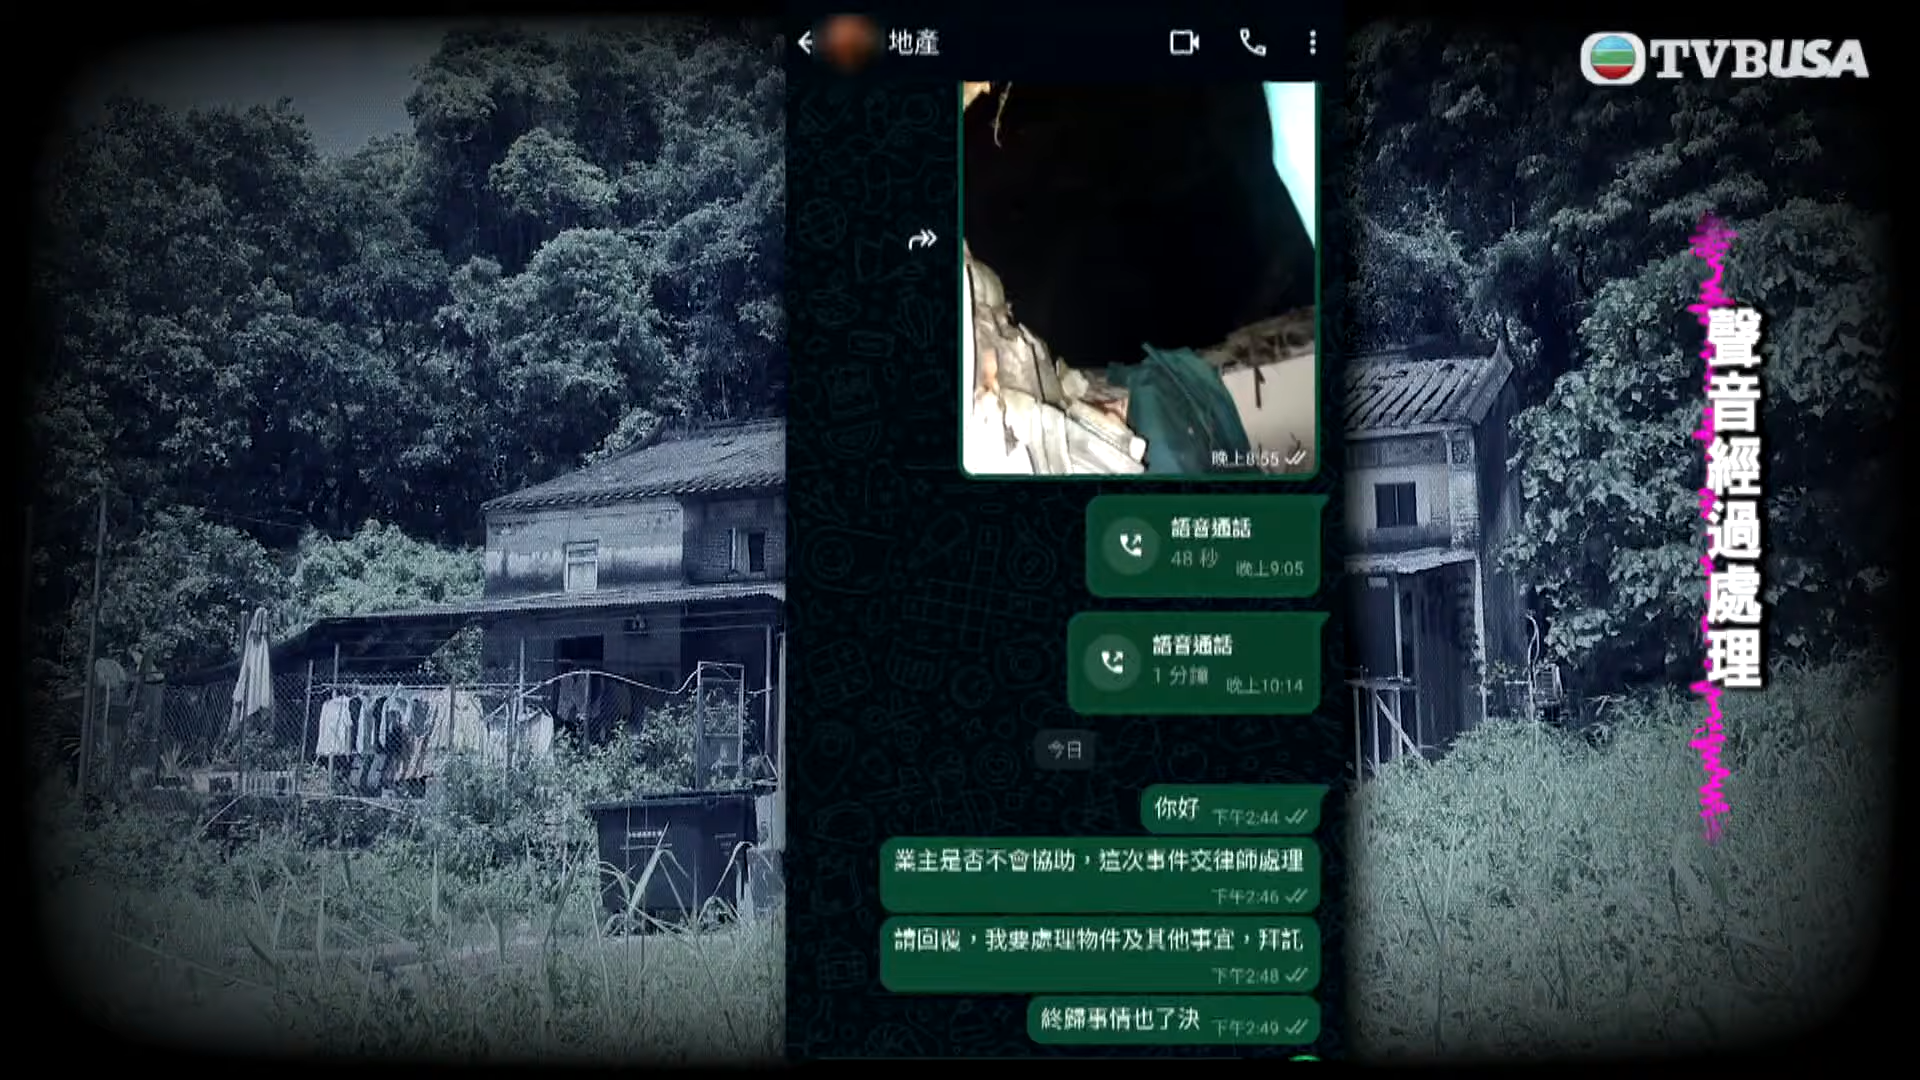 地產
TVBUSA
晚上8:55
語音通話
48 秒
晚上9:05
語音通話
1 分鐘
晚上10:14
今日
你好
下午2:44
業主是否不會協助，這次事件交律師處理
下午2:46
請回覆，我要處理物件及其他事宜，拜託
下午2:48
終歸事情也了決
下午2:49
聲音經過處理